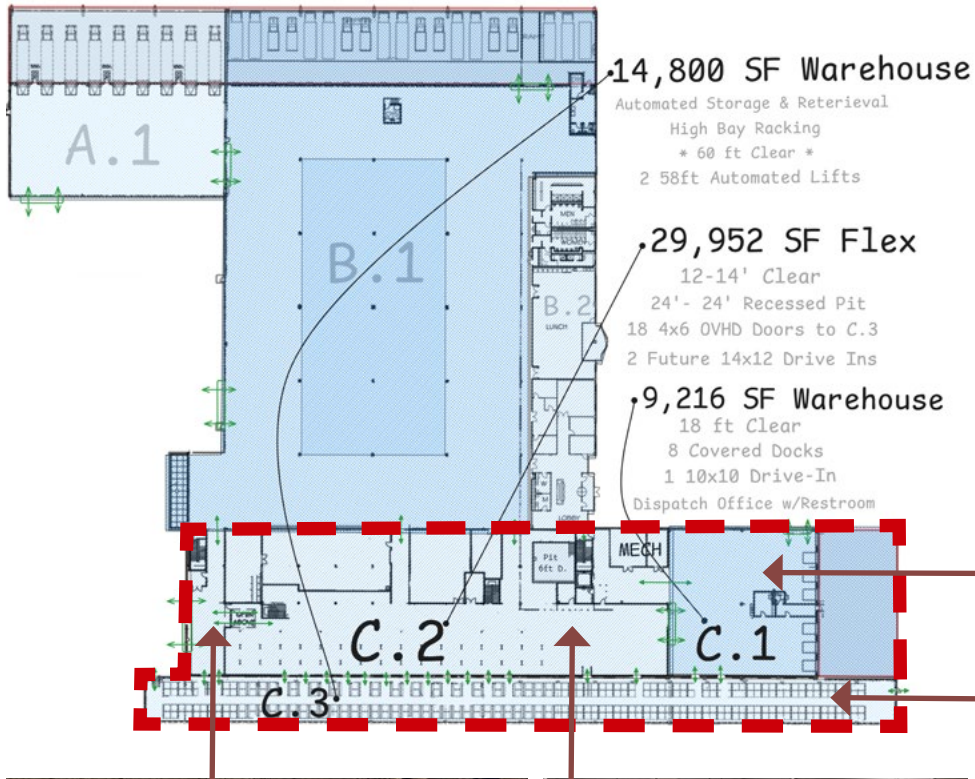 14,800 SF Warehouse
Automated Storage & Reterieval
High Bay Racking
* 60 ft Clear *
2 58ft Automated Lifts
A.1
B.1
MEN
29,952 SF Flex
12-14' Clear
24'- 24' Recessed Pit
18 4x6 OVHD Doors to C.3
2 Future 14x12 Drive Ins
B.2
LUNCH
9,216 SF Warehouse
18 ft Clear
8 Covered Docks
1 10x10 Drive-In
Dispatch Office w/Restroom
LOBBY
MECH
Pit
6ft D.
ABOVE
C.2
C.1
C.3